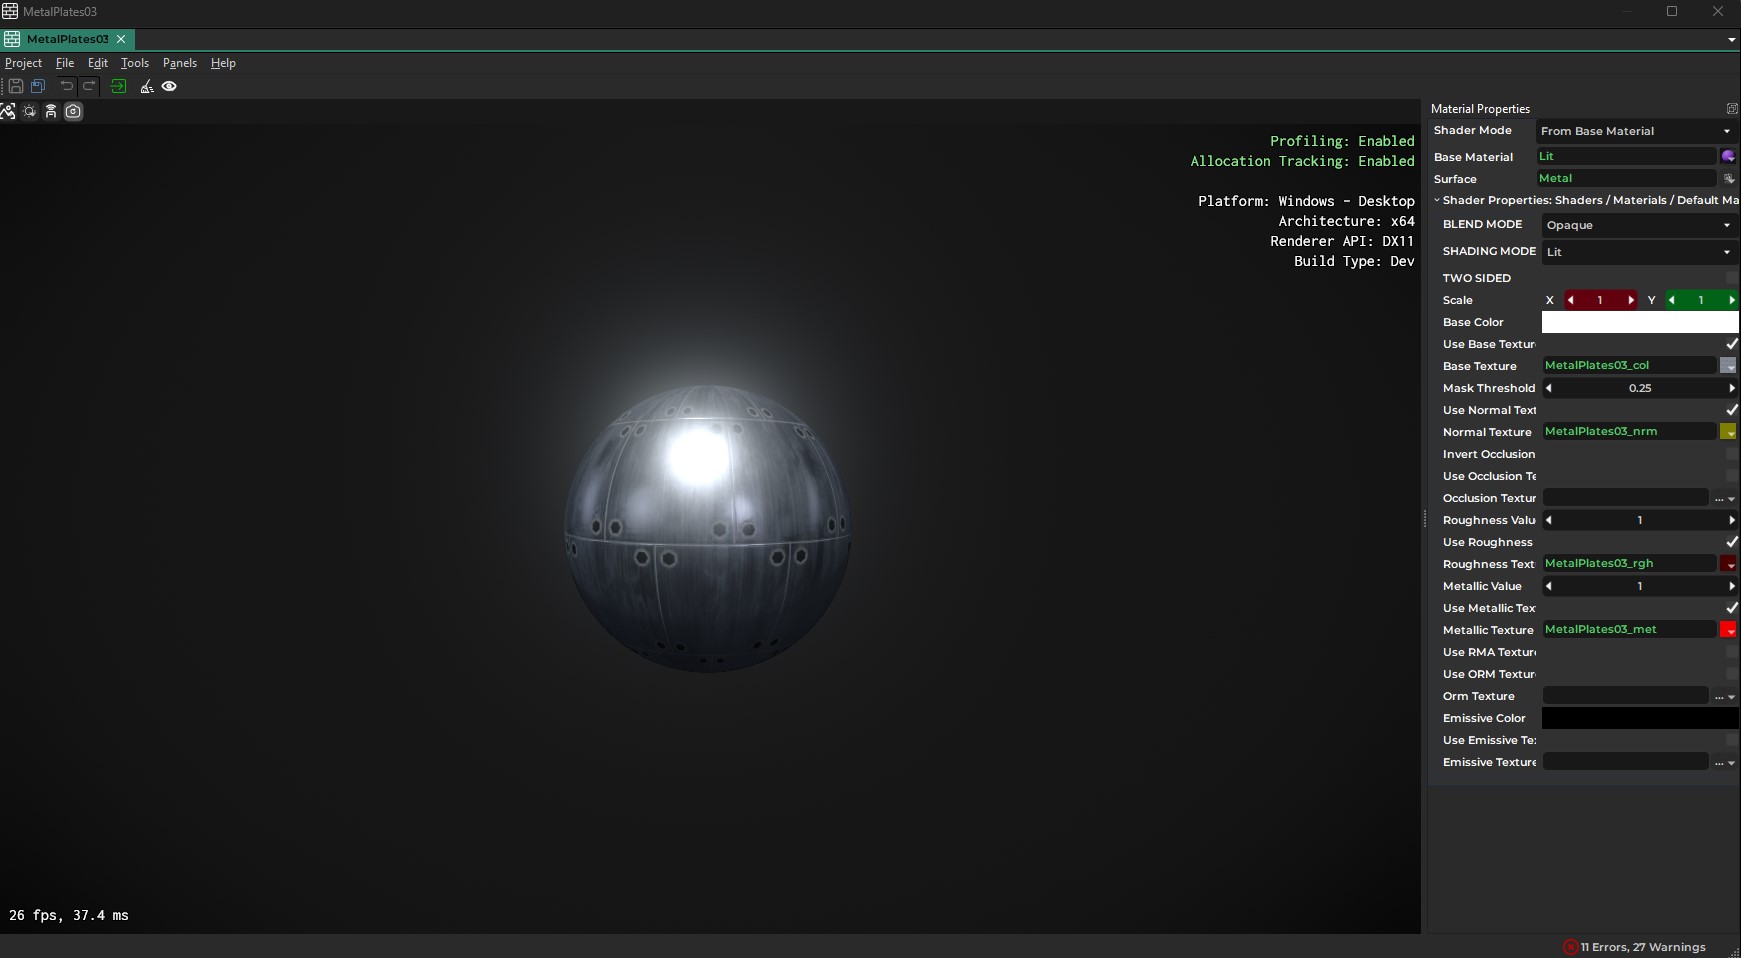 MetalPlates03
MetalPlates03
Project File Edit Tools Panels Help
Profiling: Enabled
Allocation Tracking: Enabled
Platform: Windows - Desktop
Architecture: x64
Renderer API: DX11
Build Type: Dev
26 fps, 37.4 ms
Material Properties
Shader Mode From Base Material
Base Material Lit
Surface Metal
Shader Properties: Shaders / Materials / Default Ma
BLEND MODE Opaque
SHADING MODE Lit
TWO SIDED
Scale X 1 Y 1
Base Color
Use Base Textur
Base Texture MetalPlates03_col
Mask Threshold 0.25
Use Normal Text
Normal Texture MetalPlates03_nrm
Invert Occlusion
Use Occlusion Te
Occlusion Textur ...
Roughness Valu 1
Use Roughness
Roughness Text MetalPlates03_rgh
Metallic Value 1
Use Metallic Tex
Metallic Texture MetalPlates03_met
Use RMA Textur
Use ORM Textur
Orm Texture ...
Emissive Color
Use Emissive Te
Emissive Texture ...
11 Errors, 27 Warnings